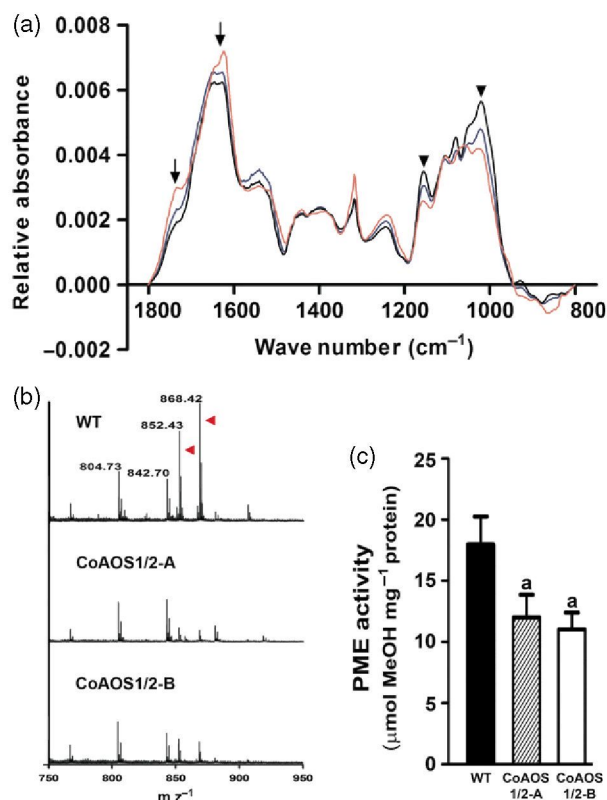 (a)
Relative absorbance
0.008
0.006
0.004
0.002
0.000
−0.002
1800 1600 1400 1200 1000 800
Wave number (cm⁻¹)
(b)
WT
804.73
842.70
852.43
868.42
CoAOS1/2-A
CoAOS1/2-B
750 800 850 900 950
m z⁻¹
(c)
PME activity
(μmol MeOH mg⁻¹ protein)
25
20
15
10
5
0
a
a
WT CoAOS CoAOS
1/2-A 1/2-B